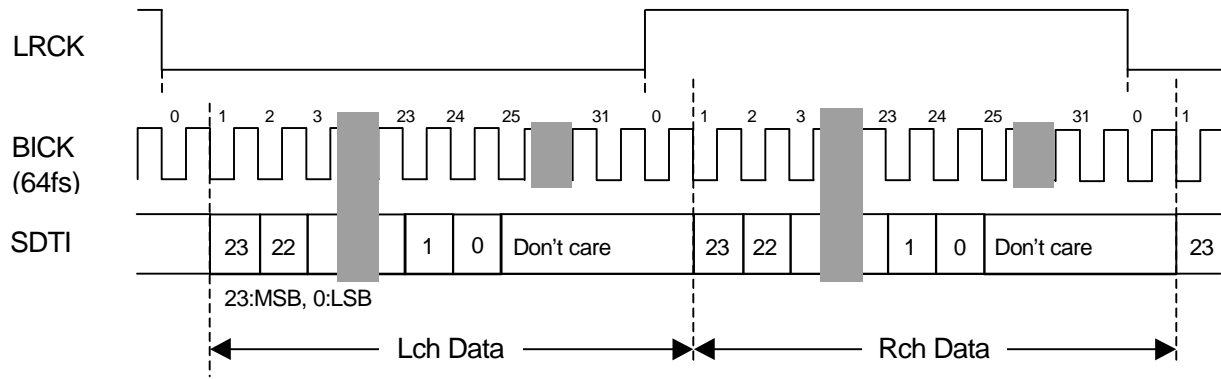 LRCK
0 1 2 3 23 24 25 31 0 1 2 3 23 24 25 31 0 1
BICK
(64fs)
SDTI 23 22 1 0 Don't care 23 22 1 0 Don't care 23
23:MSB, 0:LSB
Lch Data Rch Data